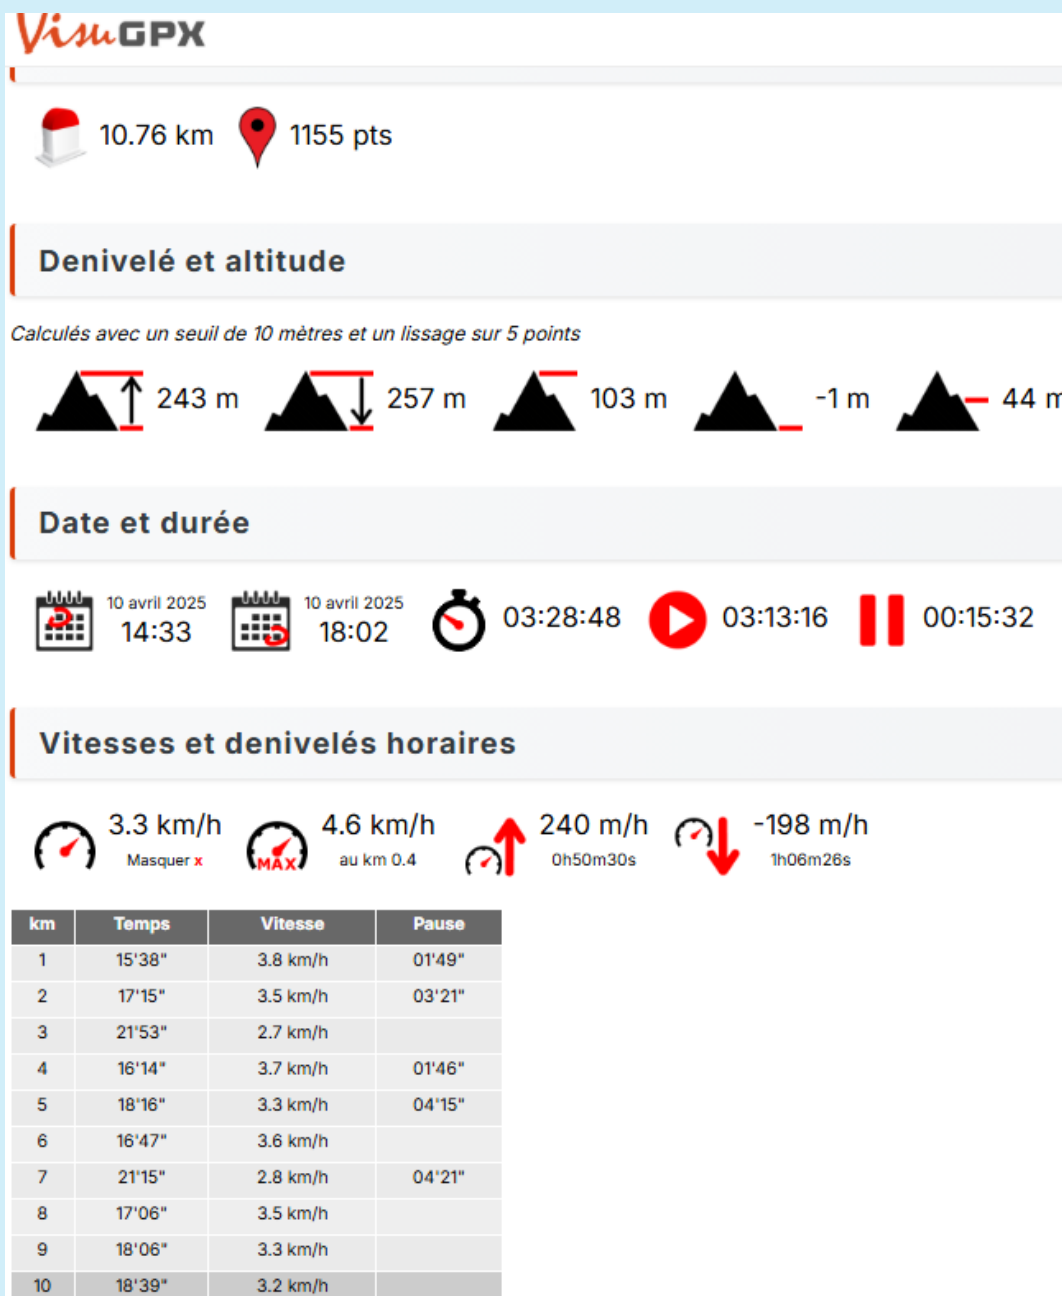 VisuGPX
10.76 km 1155 pts
Denivelé et altitude
Calculés avec un seuil de 10 mètres et un lissage sur 5 points
243 m 257 m 103 m -1 m 44 m
Date et durée
10 avril 2025 10 avril 2025
14:33 18:02 03:28:48 03:13:16 00:15:32
Vitesses et denivelés horaires
3.3 km/h 4.6 km/h 240 m/h -198 m/h
Masquer x MAX au km 0.4 0h50m30s 1h06m26s
km Temps Vitesse Pause
1 15'38" 3.8 km/h 01'49"
2 17'15" 3.5 km/h 03'21"
3 21'53" 2.7 km/h
4 16'14" 3.7 km/h 01'46"
5 18'16" 3.3 km/h 04'15"
6 16'47" 3.6 km/h
7 21'15" 2.8 km/h 04'21"
8 17'06" 3.5 km/h
9 18'06" 3.3 km/h
10 18'39" 3.2 km/h